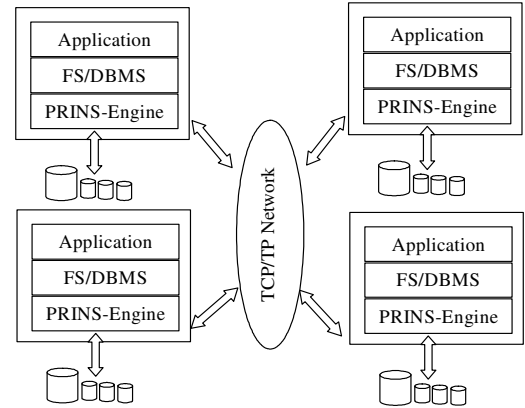 Application
FS/DBMS
PRINS-Engine
Application
FS/DBMS
PRINS-Engine
TCP/TP Network
Application
FS/DBMS
PRINS-Engine
Application
FS/DBMS
PRINS-Engine